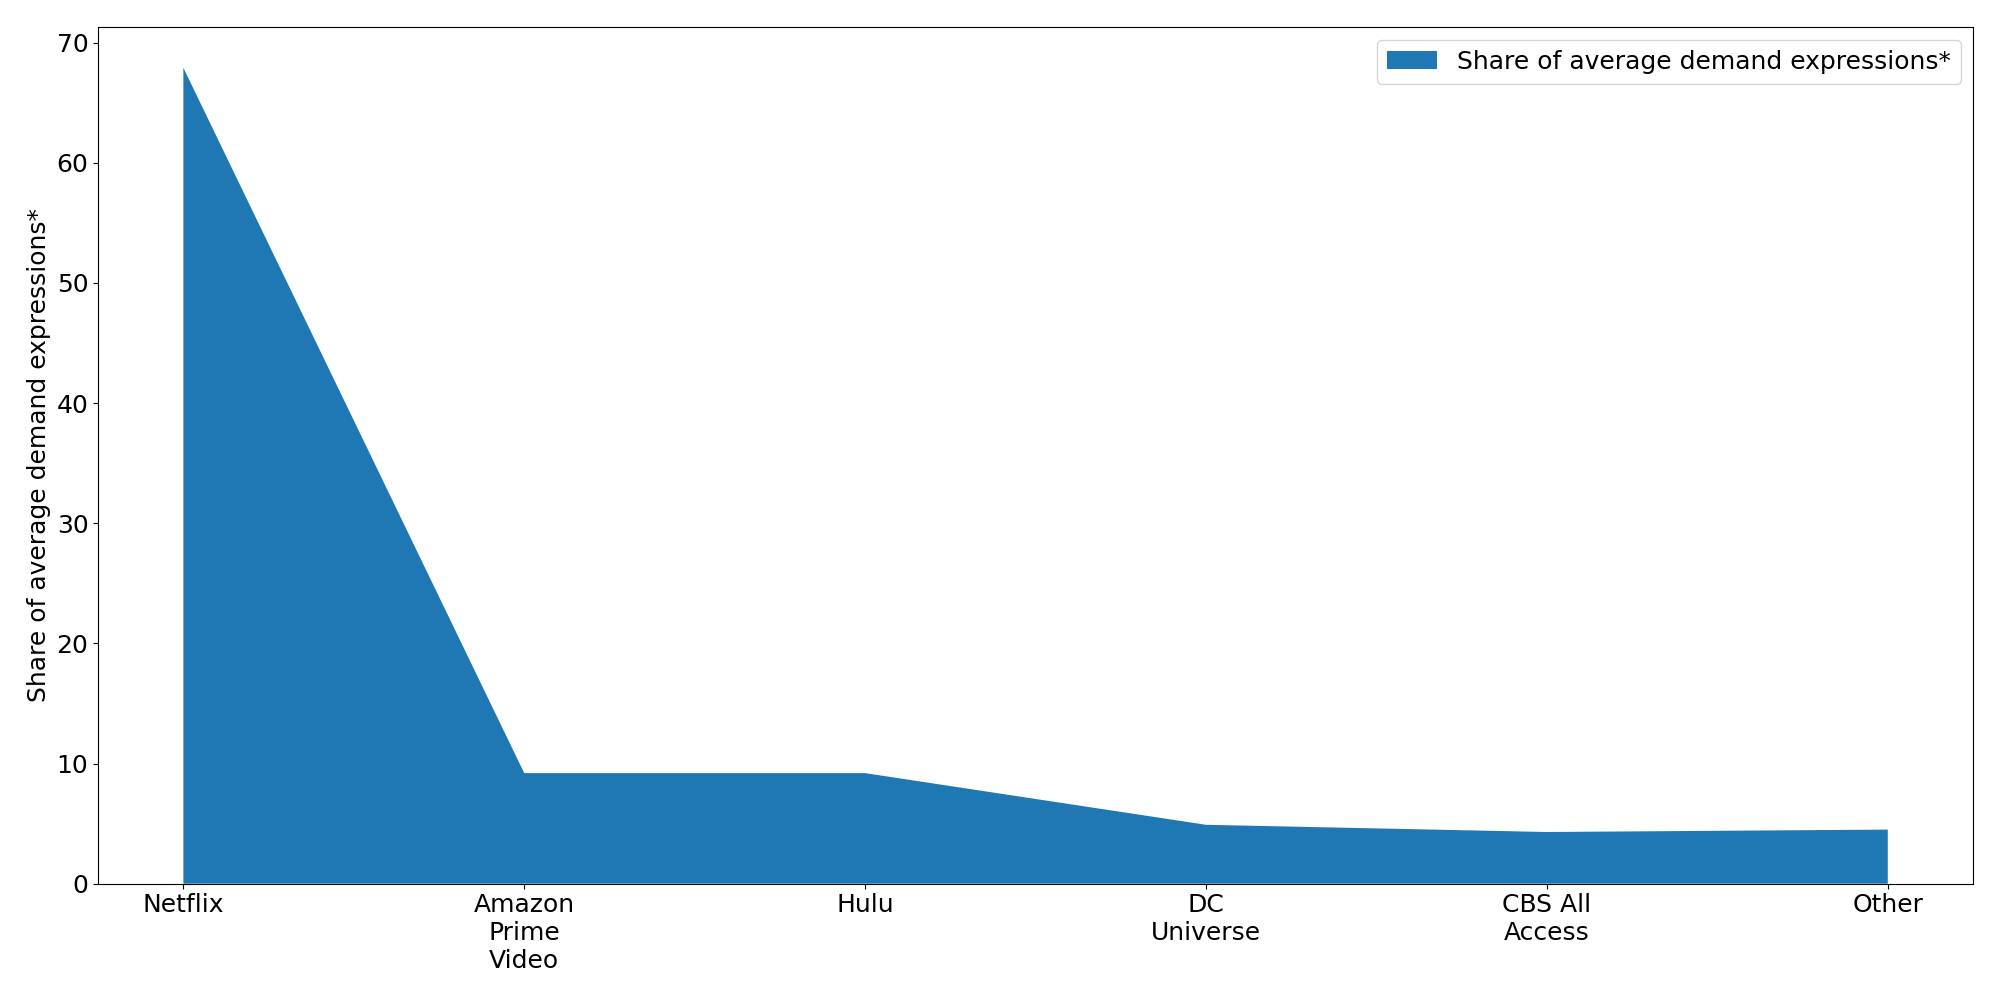 Share of average demand expressions*
Share of average demand expressions*
70
60
50
40
30
20
10
0
Netflix
Amazon
Prime
Video
Hulu
DC
Universe
CBS All
Access
Other